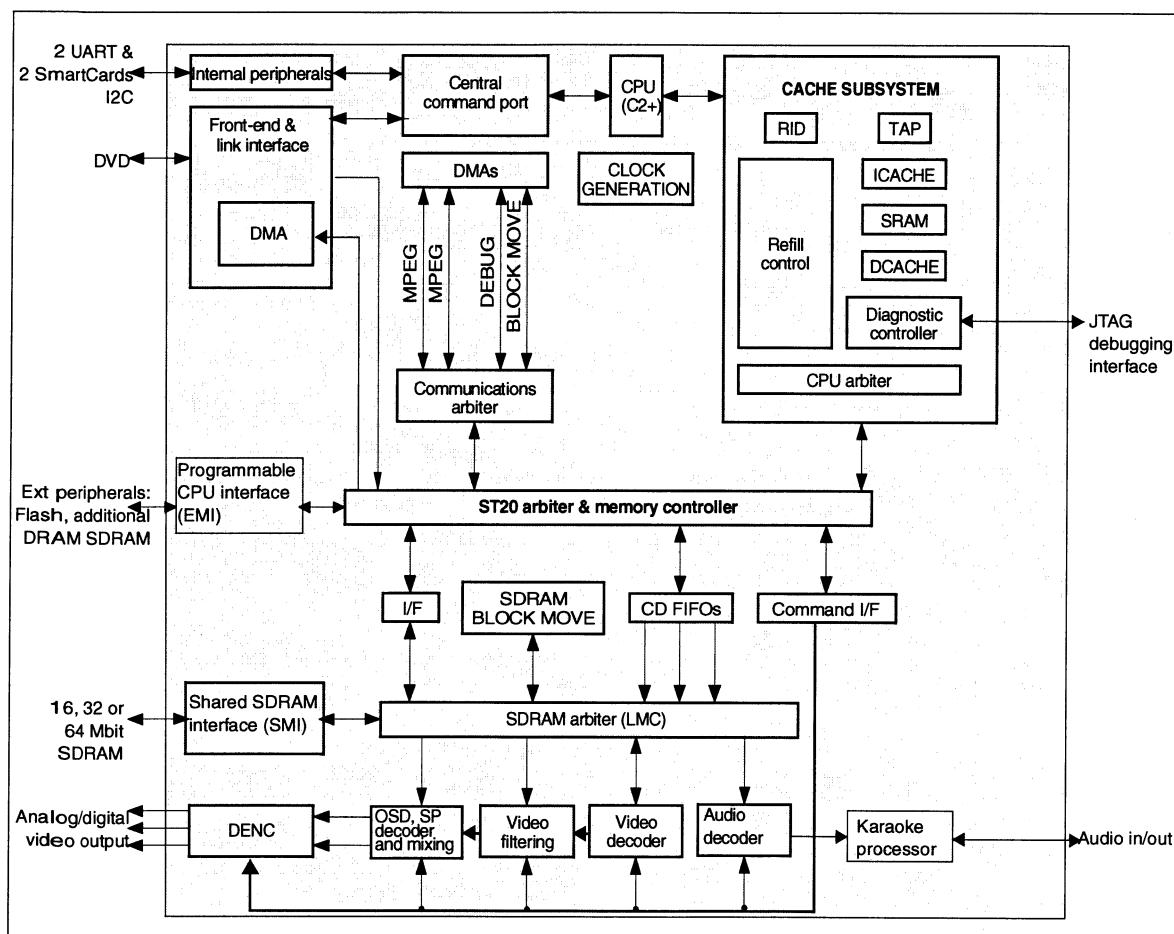 2 UART &
2 SmartCards
I2C
Internal peripherals
Central
command port
CPU
(C2+)
CACHE SUBSYSTEM
RID
TAP
Front-end &
link interface
DVD
DMA
DMAs
CLOCK
GENERATION
ICACHE
SRAM
DCACHE
Refill
control
MPEG
MPEG
DEBUG
BLOCK MOVE
Diagnostic
controller
JTAG
debugging
interface
CPU arbiter
Communications
arbiter
Programmable
CPU interface
(EMI)
Ext peripherals:
Flash, additional
DRAM SDRAM
ST20 arbiter & memory controller
I/F
SDRAM
BLOCK MOVE
CD FIFOs
Command I/F
16, 32 or
64 Mbit
SDRAM
Shared SDRAM
interface (SMI)
SDRAM arbiter (LMC)
Analog/digital
video output
DENC
OSD, SP
decoder
and mixing
Video
filtering
Video
decoder
Audio
decoder
Karaoke
processor
Audio in/out